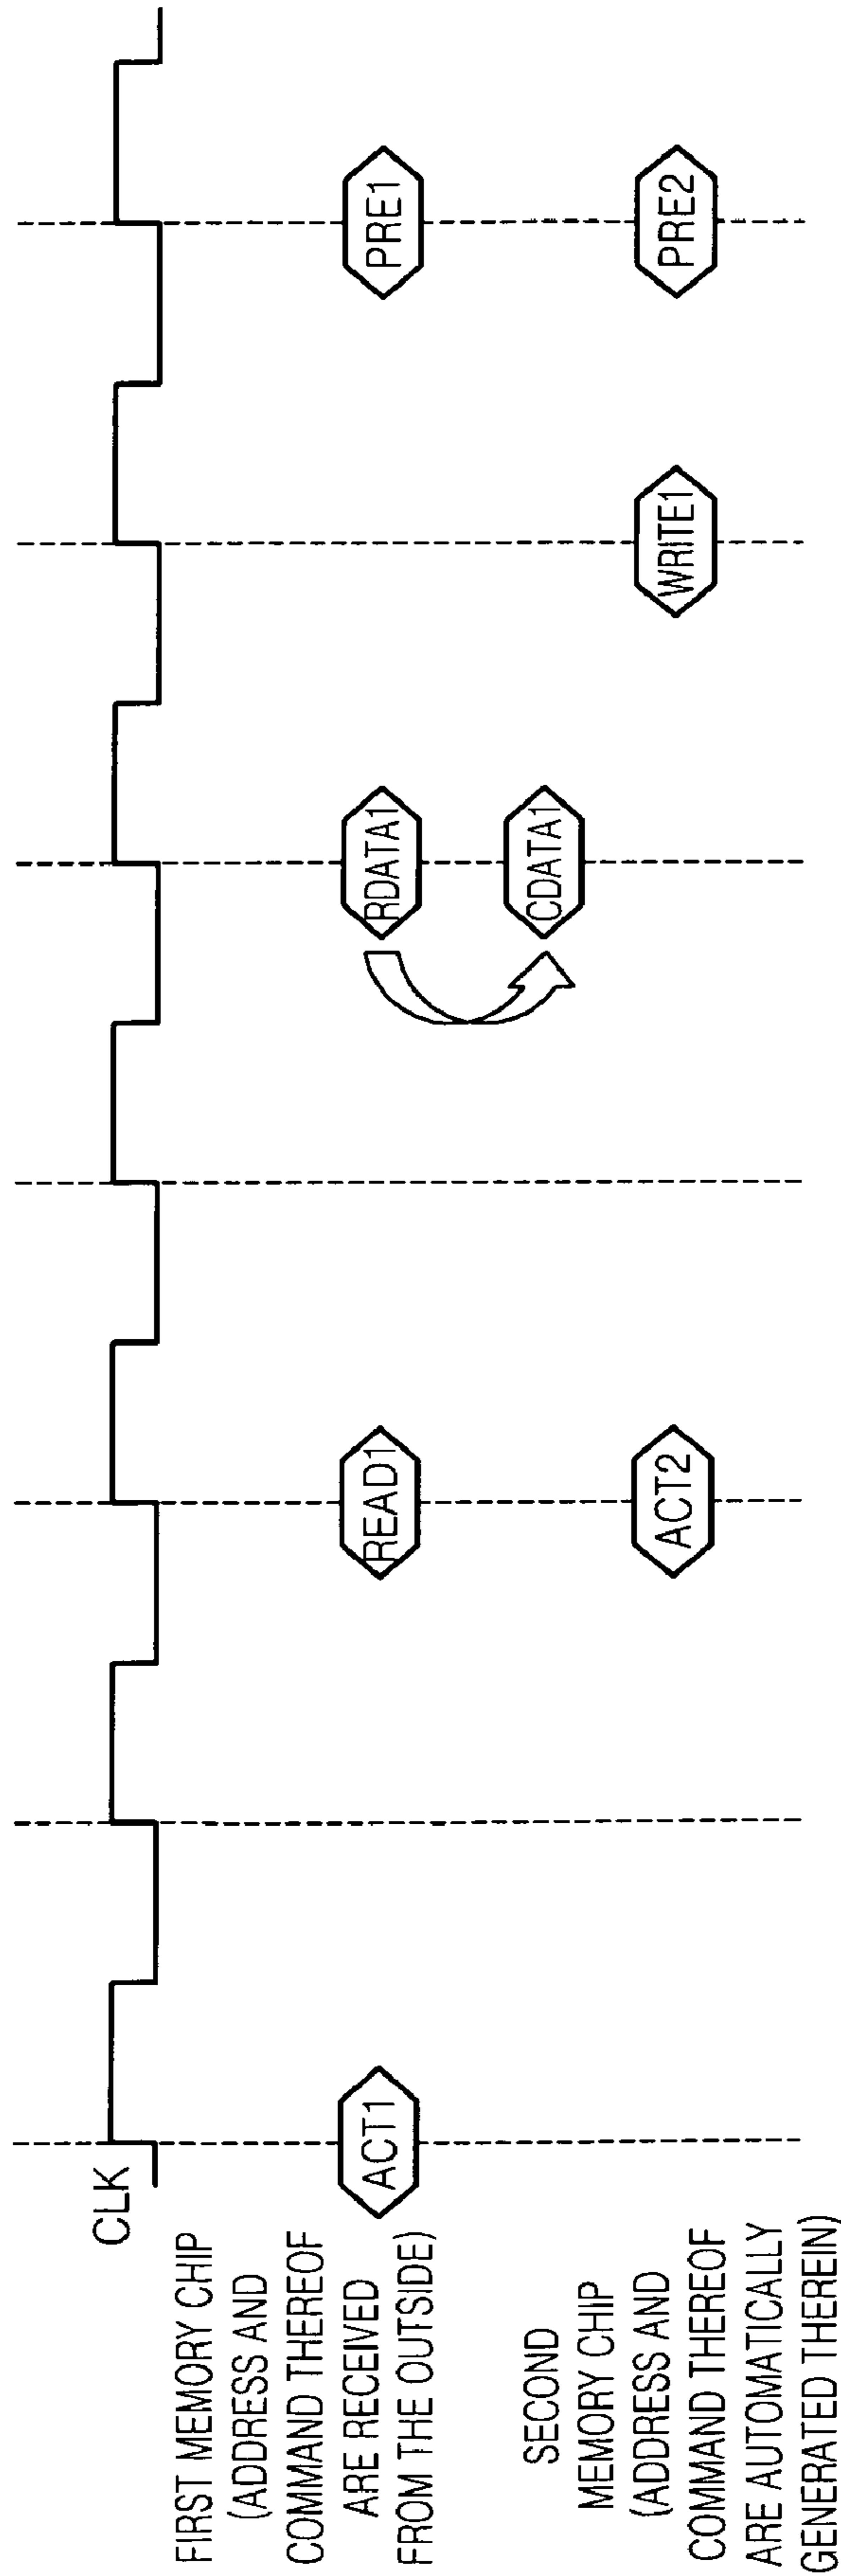 CLK
FIRST MEMORY CHIP
(ADDRESS AND
COMMAND THEREOF
ARE RECEIVED
FROM THE OUTSIDE)
ACT1
READ1
RDATA1
PRE1
CDATA1
SECOND
MEMORY CHIP
(ADDRESS AND
COMMAND THEREOF
ARE AUTOMATICALLY
GENERATED THEREIN)
ACT2
WRITE1
PRE2